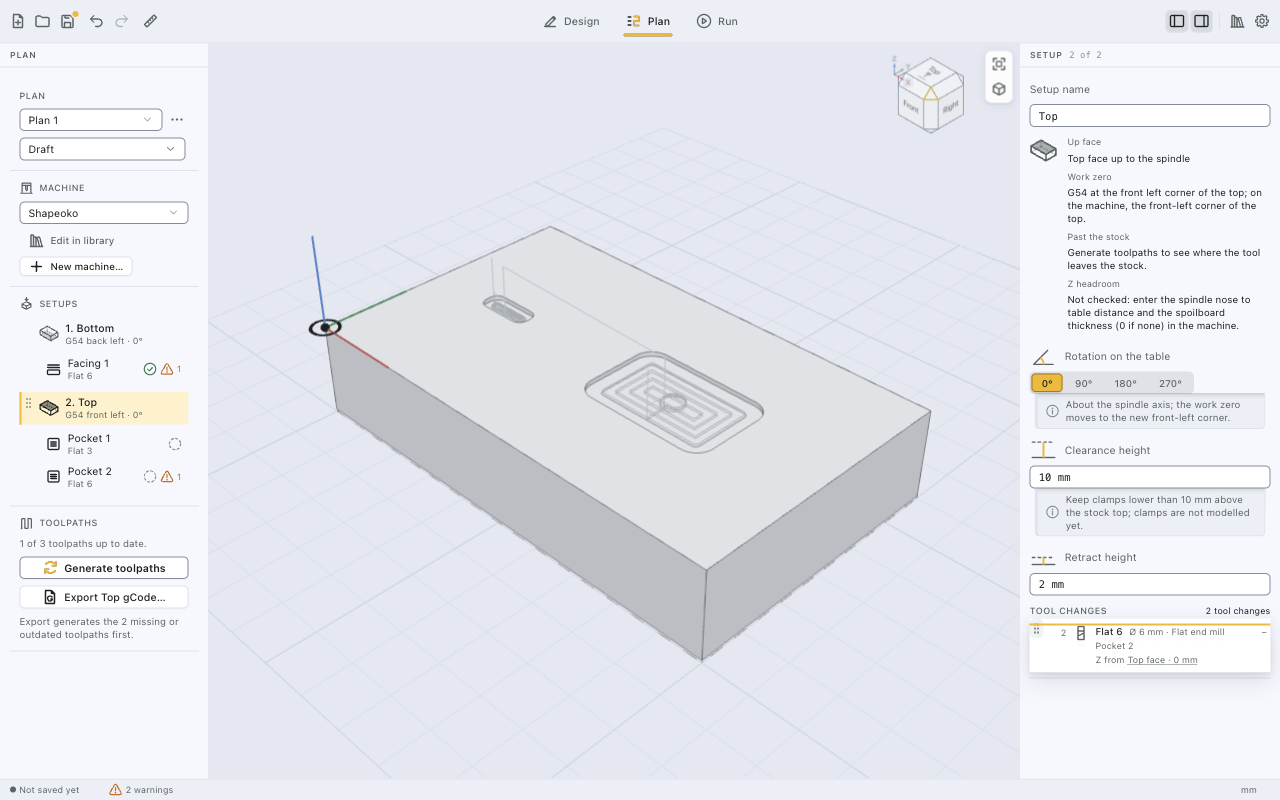 Design
Plan
Run
PLAN
PLAN
Plan 1
Draft
MACHINE
Shapeoko
Edit in library
New machine...
SETUPS
1. Bottom
G54 back left · 0°
Facing 1
Flat 6
1
2. Top
G54 front left · 0°
Pocket 1
Flat 3
Pocket 2
Flat 6
1
TOOLPATHS
1 of 3 toolpaths up to date.
Generate toolpaths
Export Top gCode...
Export generates the 2 missing or
outdated toolpaths first.
Z
X
Front
Right
SETUP 2 of 2
Setup name
Top
Up face
Top face up to the spindle
Work zero
G54 at the front left corner of the top; on
the machine, the front-left corner of the
top.
Past the stock
Generate toolpaths to see where the tool
leaves the stock.
Z headroom
Not checked: enter the spindle nose to
table distance and the spoilboard
thickness (0 if none) in the machine.
Rotation on the table
0° 90° 180° 270°
About the spindle axis; the work zero
moves to the new front-left corner.
Clearance height
10 mm
Keep clamps lower than 10 mm above
the stock top; clamps are not modelled
yet.
Retract height
2 mm
TOOL CHANGES 2 tool changes
2 Flat 6 Ø 6 mm · Flat end mill –
Pocket 2
Z from Top face · 0 mm
Not saved yet
2 warnings
mm